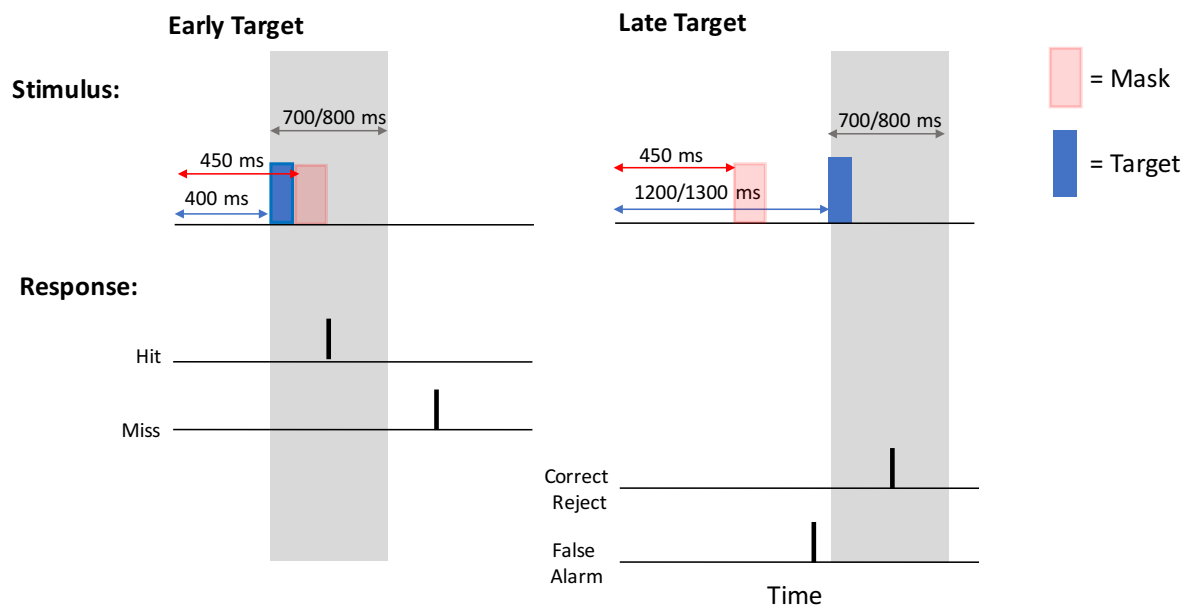 Early Target
Late Target
Stimulus:
= Mask
700/800 ms
700/800 ms
= Target
450 ms
450 ms
400 ms
1200/1300 ms
Response:
Hit
Miss
Correct
Reject
False
Alarm
Time